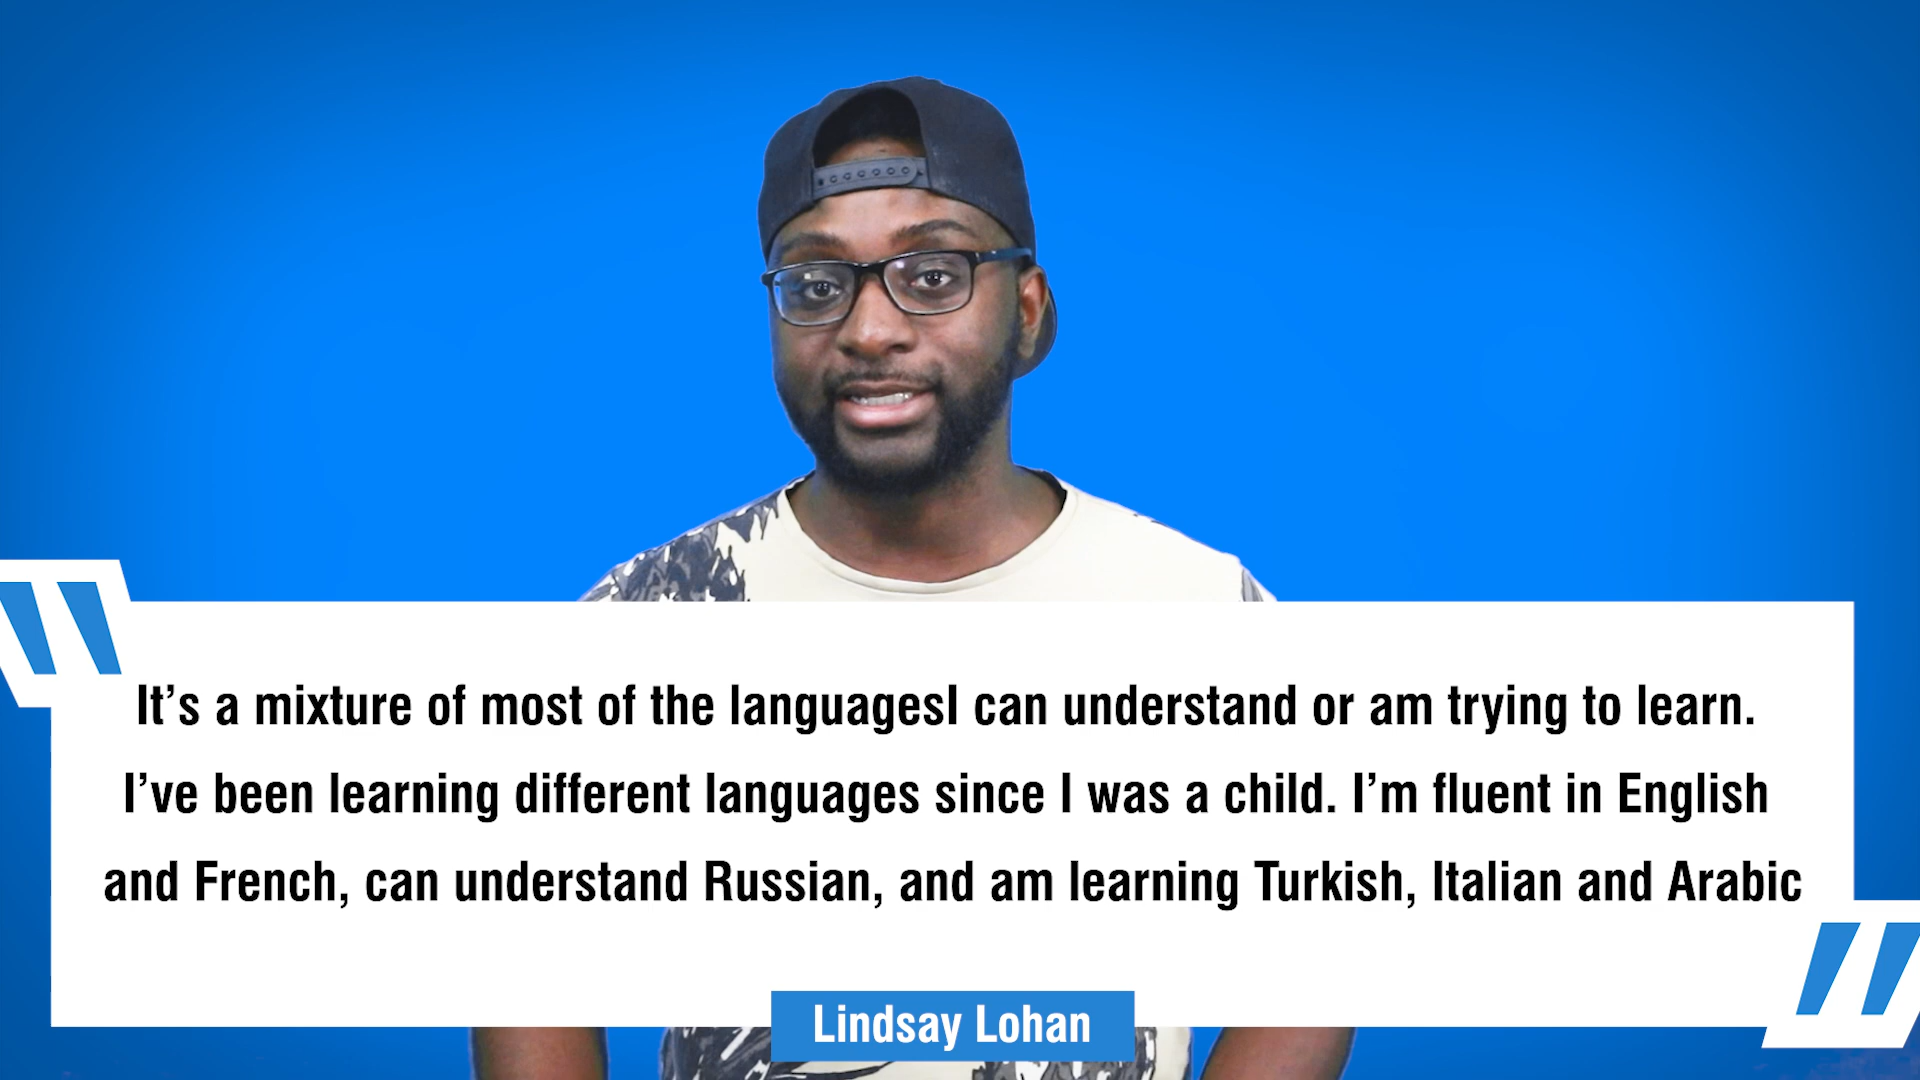 It’s a mixture of most of the languagesI can understand or am trying to learn.
I’ve been learning different languages since I was a child. I’m fluent in English
and French, can understand Russian, and am learning Turkish, Italian and Arabic
Lindsay Lohan